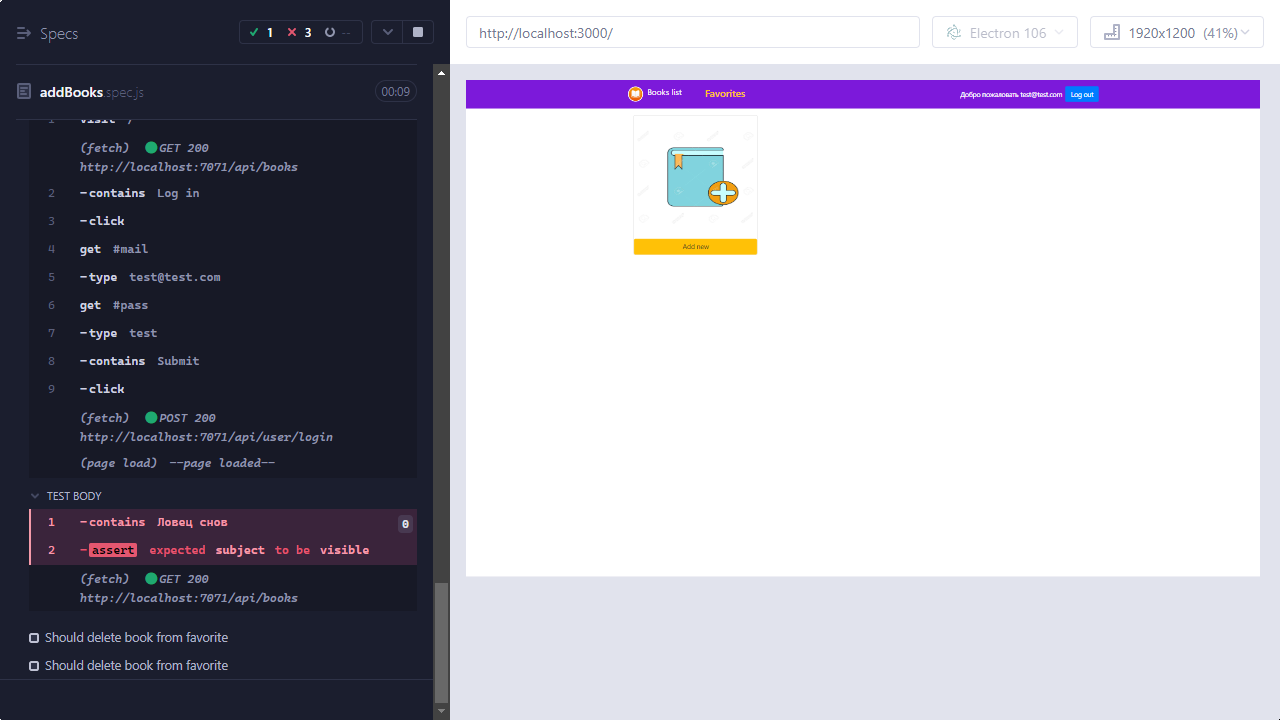 Specs
1
3
--
addBooks.spec.js
00:09
1 visit /
(fetch) GET 200
http://localhost:7071/api/books
2 -contains Log in
3 -click
4 get #mail
5 -type test@test.com
6 get #pass
7 -type test
8 -contains Submit
9 -click
(fetch) POST 200
http://localhost:7071/api/user/login
(page load) --page loaded--
TEST BODY
1 -contains Ловец снов 0
2 -assert expected subject to be visible
(fetch) GET 200
http://localhost:7071/api/books
Should delete book from favorite
Should delete book from favorite
http://localhost:3000/
Electron 106
1920x1200 (41%)
Books list
Favorites
Добро пожаловать test@test.com
Log out
Add new